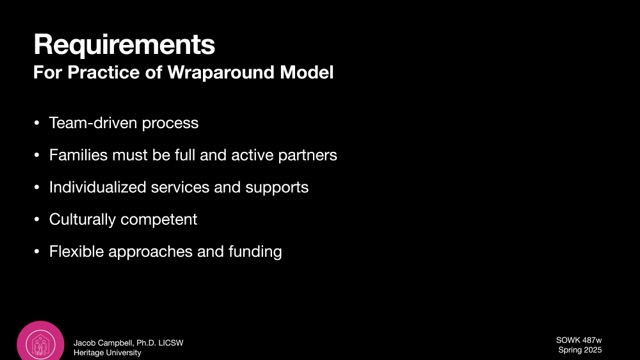 Requirements
For Practice of Wraparound Model
• Team-driven process
• Families must be full and active partners
• Individualized services and supports
• Culturally competent
• Flexible approaches and funding
Jacob Campbell, Ph.D. LICSW
Heritage University
SOWK 487w
Spring 2025